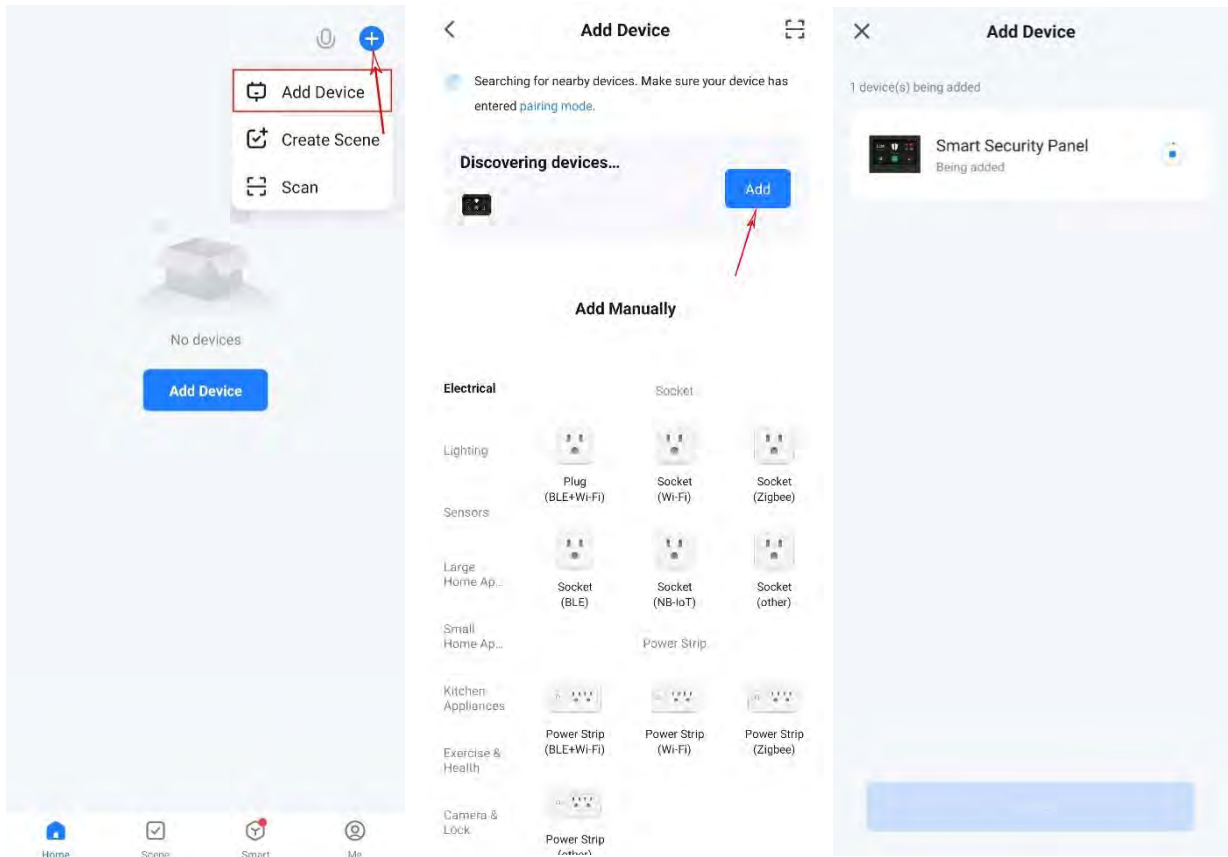 Add Device
Create Scene
Scan
No devices
Add Device
Home
Scene
Smart
Me
Add Device
Searching for nearby devices. Make sure your device has
entered pairing mode.
Discovering devices...
Add
Add Manually
Electrical
Lighting
Sensors
Large
Home Ap...
Small
Home Ap...
Kitchen
Appliances
Exercise &
Health
Camera &
Lock
Socket
Plug
(BLE+Wi-Fi)
Socket
(Wi-Fi)
Socket
(Zigbee)
Socket
(BLE)
Socket
(NB-IoT)
Socket
(other)
Power Strip
Power Strip
(BLE+Wi-Fi)
Power Strip
(Wi-Fi)
Power Strip
(Zigbee)
Power Strip
(other)
Add Device
1 device(s) being added
Smart Security Panel
Being added